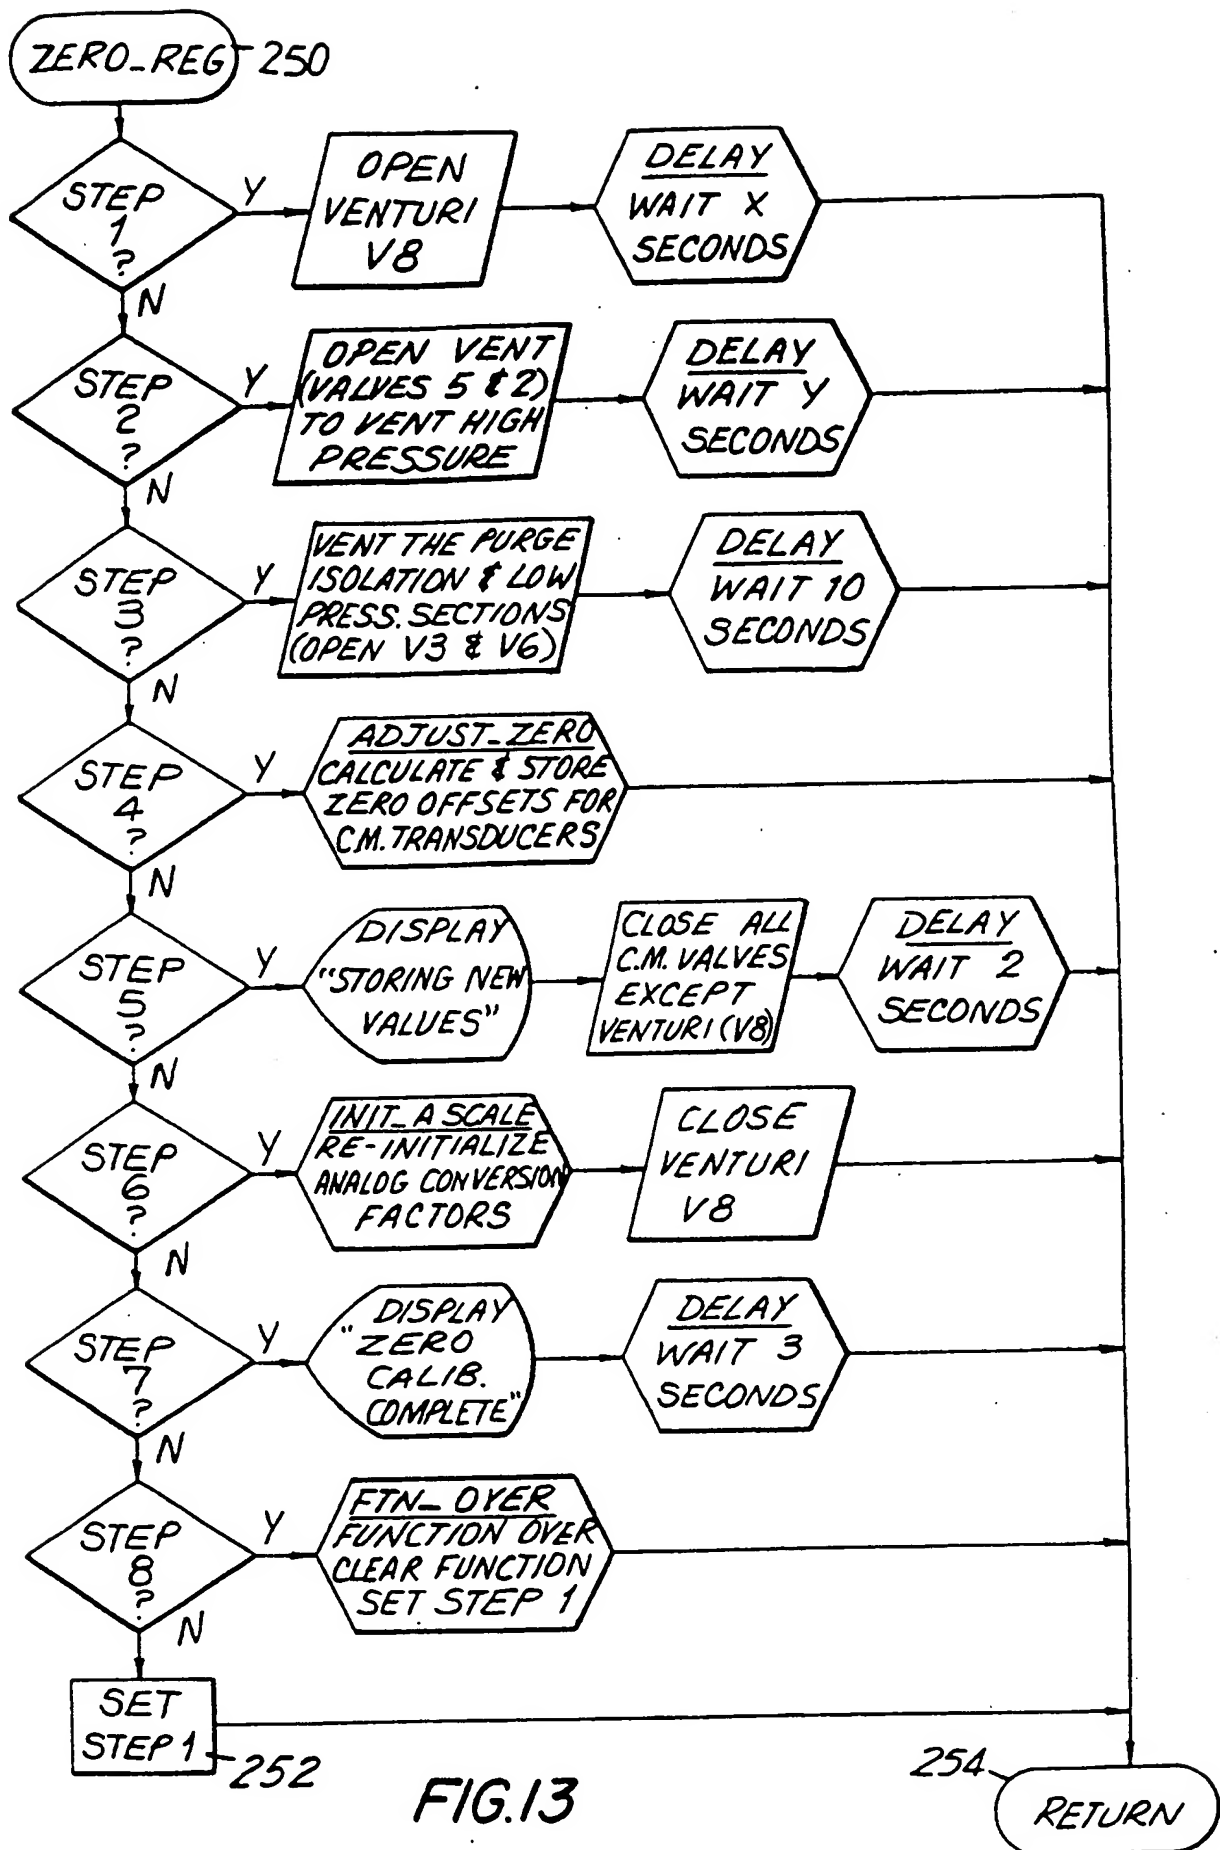 ZERO_REG 250
STEP
1
?
Y
N
OPEN
VENTURI
V8
DELAY
WAIT X
SECONDS
STEP
2
?
Y
N
OPEN VENT
(VALVES 5 & 2)
TO VENT HIGH
PRESSURE
DELAY
WAIT Y
SECONDS
STEP
3
?
Y
N
VENT THE PURGE
ISOLATION & LOW
PRESS. SECTIONS
(OPEN V3 & V6)
DELAY
WAIT 10
SECONDS
STEP
4
?
Y
N
ADJUST_ZERO
CALCULATE & STORE
ZERO OFFSETS FOR
C.M. TRANSDUCERS
STEP
5
?
Y
N
DISPLAY
"STORING NEW
VALUES"
CLOSE ALL
C.M. VALVES
EXCEPT
VENTURI (V8)
DELAY
WAIT 2
SECONDS
STEP
6
?
Y
N
INIT_A SCALE
RE-INITIALIZE
ANALOG CONVERSION
FACTORS
CLOSE
VENTURI
V8
STEP
7
?
Y
N
DISPLAY
"ZERO
CALIB.
COMPLETE"
DELAY
WAIT 3
SECONDS
STEP
8
?
Y
N
FTN_OVER
FUNCTION OVER
CLEAR FUNCTION
SET STEP 1
SET
STEP 1
252
254
RETURN
FIG.13